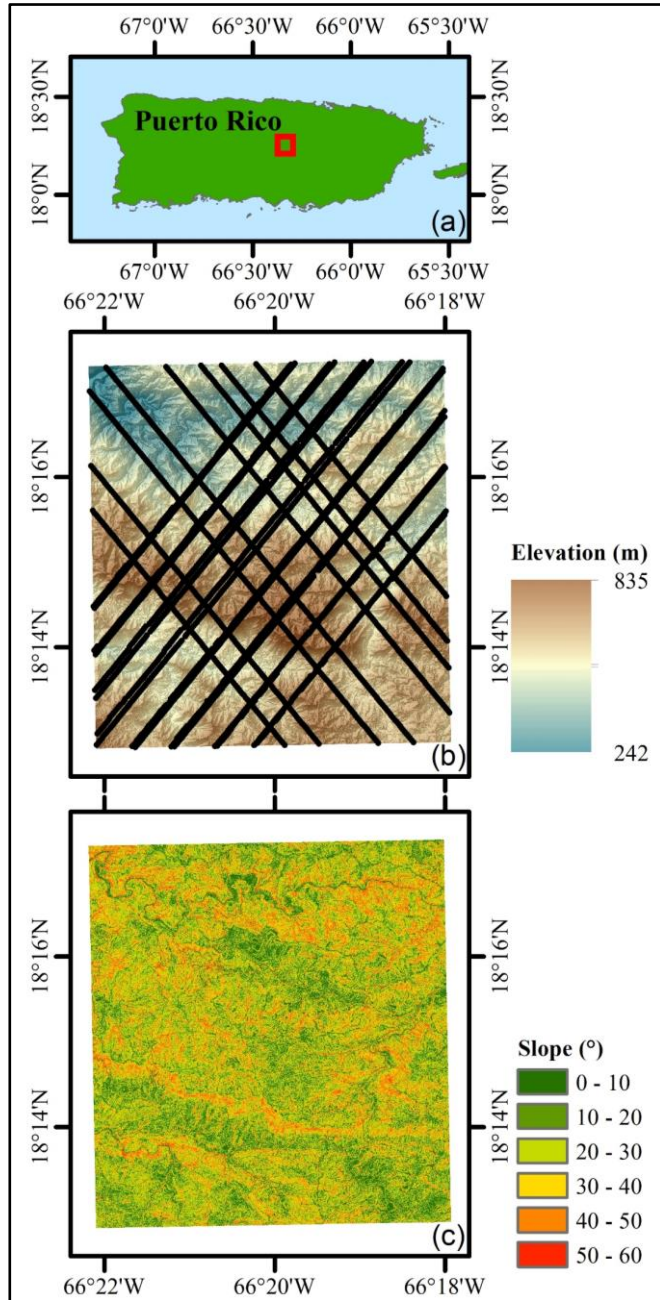 67°0'W 66°30'W 66°0'W 65°30'W
18°30'N 18°30'N
Puerto Rico
18°0'N 18°0'N
(a)
67°0'W 66°30'W 66°0'W 65°30'W
66°22'W 66°20'W 66°18'W
18°16'N 18°16'N
Elevation (m)
835
18°14'N 18°14'N
242
(b)
18°16'N 18°16'N
Slope (°)
0 - 10
18°14'N 18°14'N
10 - 20
20 - 30
30 - 40
40 - 50
(c)
50 - 60
66°22'W 66°20'W 66°18'W